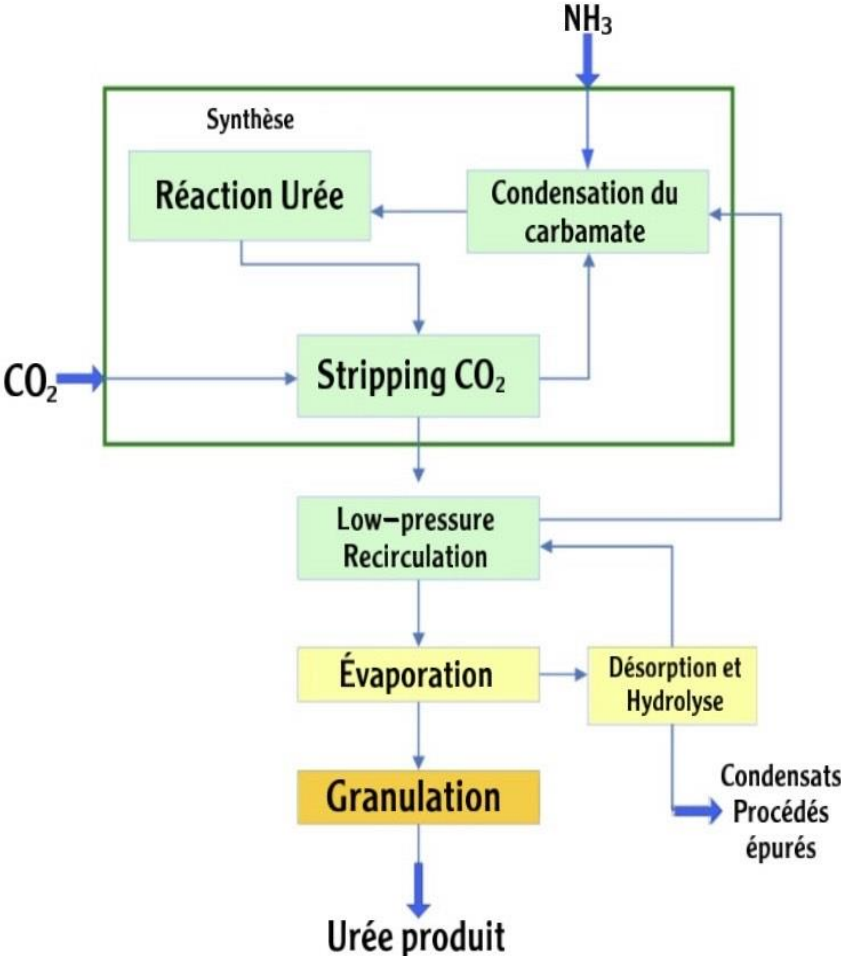 NH₃
Synthèse
Réaction Urée
Condensation du
carbamate
CO₂
Stripping CO₂
Low-pressure
Recirculation
Évaporation
Désorption et
Hydrolyse
Granulation
Condensats
Procédés
épurés
Urée produit